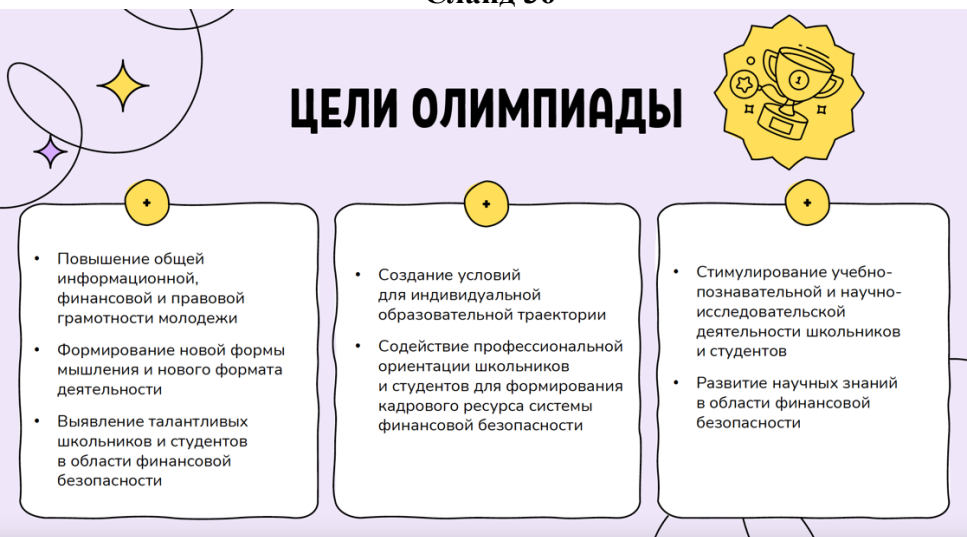 ЦЕЛИ ОЛИМПИАДЫ
1
• Повышение общей
информационной,
финансовой и правовой
грамотности молодежи
• Формирование новой формы
мышления и нового формата
деятельности
• Выявление талантливых
школьников и студентов
в области финансовой
безопасности
• Создание условий
для индивидуальной
образовательной траектории
• Содействие профессиональной
ориентации школьников
и студентов для формирования
кадрового ресурса системы
финансовой безопасности
• Стимулирование учебно-
познавательной и научно-
исследовательской
деятельности школьников
и студентов
• Развитие научных знаний
в области финансовой
безопасности